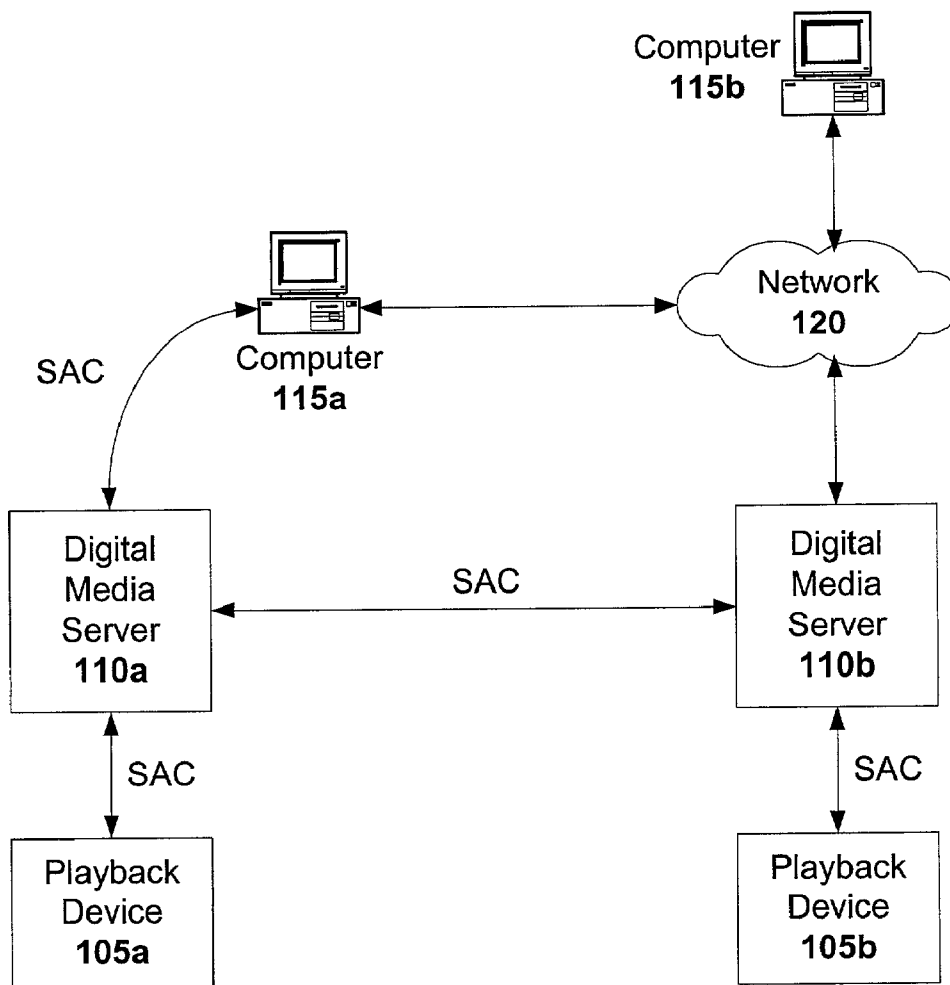 Computer
115b
Network
120
Computer
115a
SAC
Digital
Media
Server
110a
SAC
Digital
Media
Server
110b
SAC
SAC
Playback
Device
105a
Playback
Device
105b